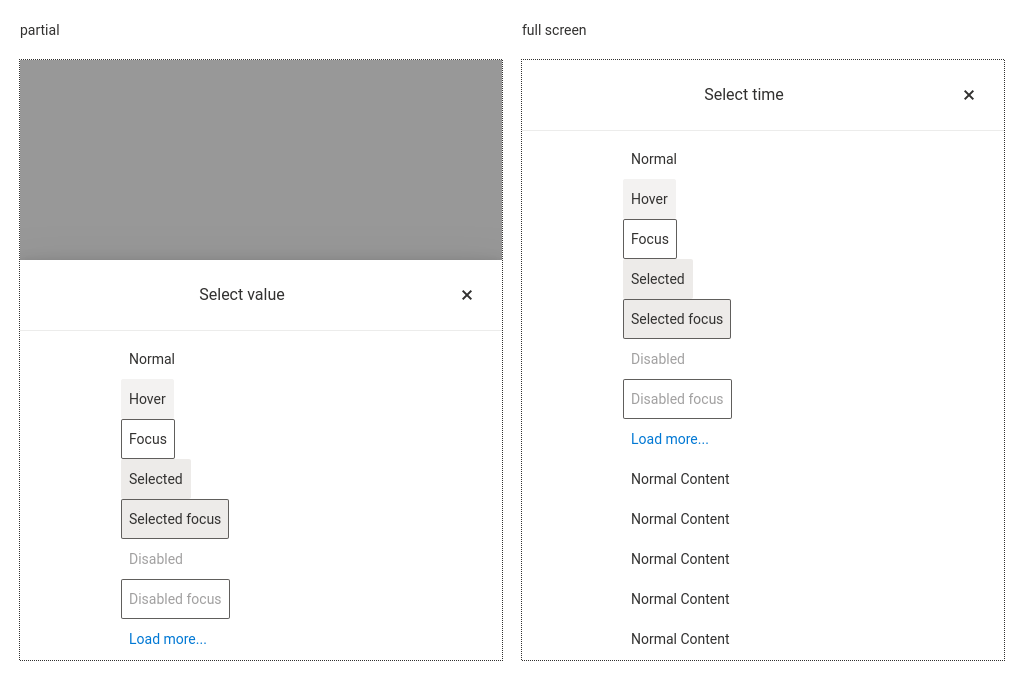 partial
Select value
Normal
Hover
Focus
Selected
Selected focus
Disabled
Disabled focus
Load more...
full screen
Select time
Normal
Hover
Focus
Selected
Selected focus
Disabled
Disabled focus
Load more...
Normal Content
Normal Content
Normal Content
Normal Content
Normal Content